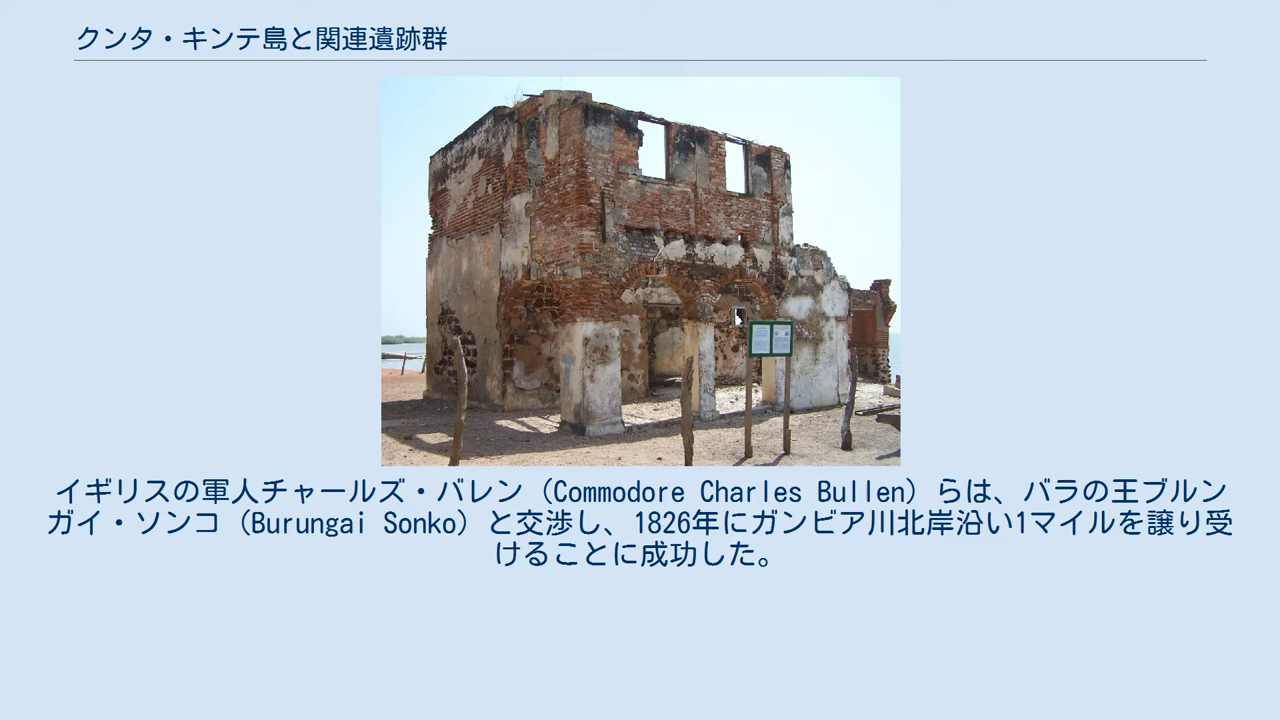 クンタ・キンテ島と関連遺跡群
イギリスの軍人チャールズ・バレン（Commodore Charles Bullen）らは、バラの王ブルン
ガイ・ソンコ（Burungai Sonko）と交渉し、1826年にガンビア川北岸沿い1マイルを譲り受
けることに成功した。